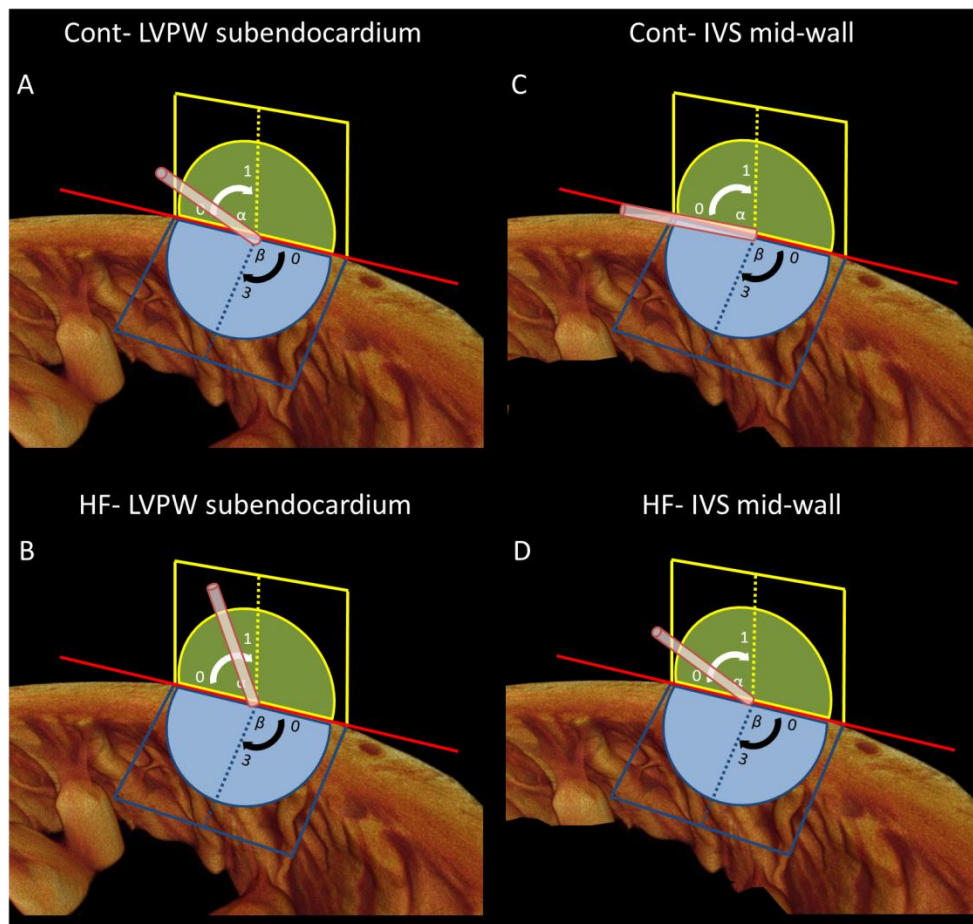 Cont- LVPW subendocardium
A
1
0
α
β
0
3
Cont- IVS mid-wall
C
1
0
α
β
0
3
HF- LVPW subendocardium
B
1
0
α
β
0
3
HF- IVS mid-wall
D
1
0
α
β
0
3